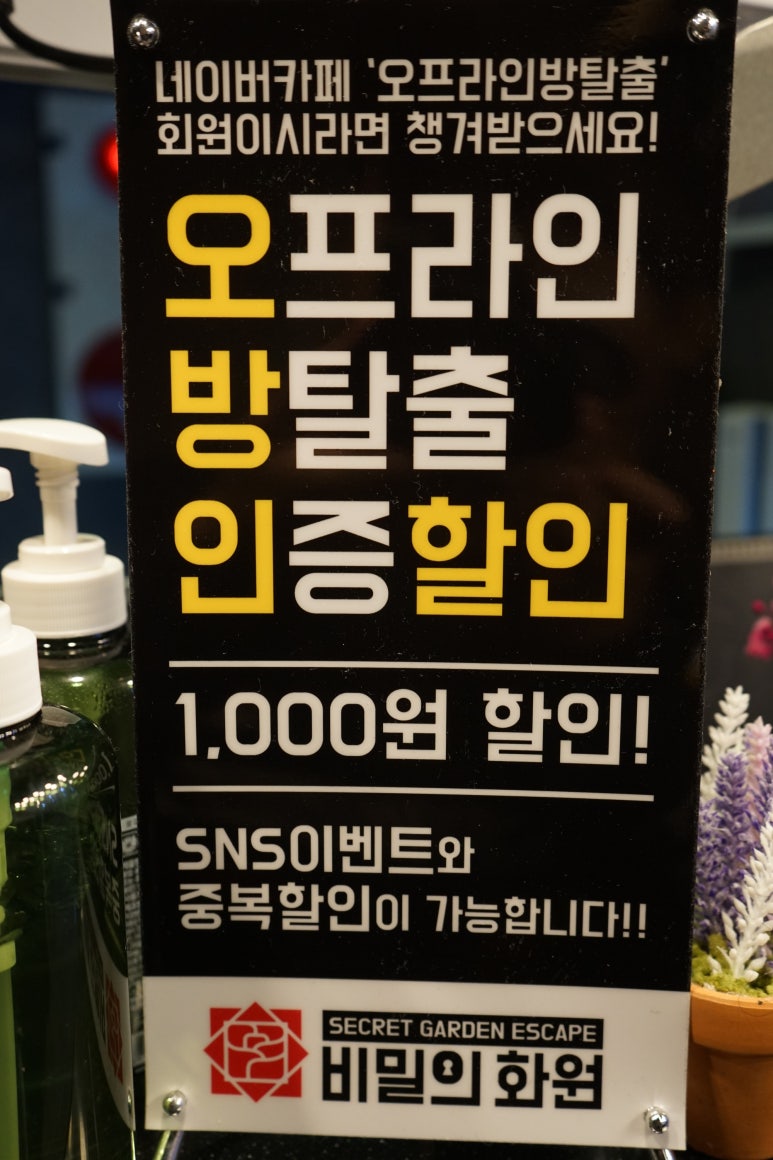 네이버카페 '오프라인방탈출'
회원이시라면 챙겨받으세요!
오프라인
방탈출
인증할인
1,000원 할인!
SNS이벤트와
중복할인이 가능합니다!!
SECRET GARDEN ESCAPE
비밀의 화원